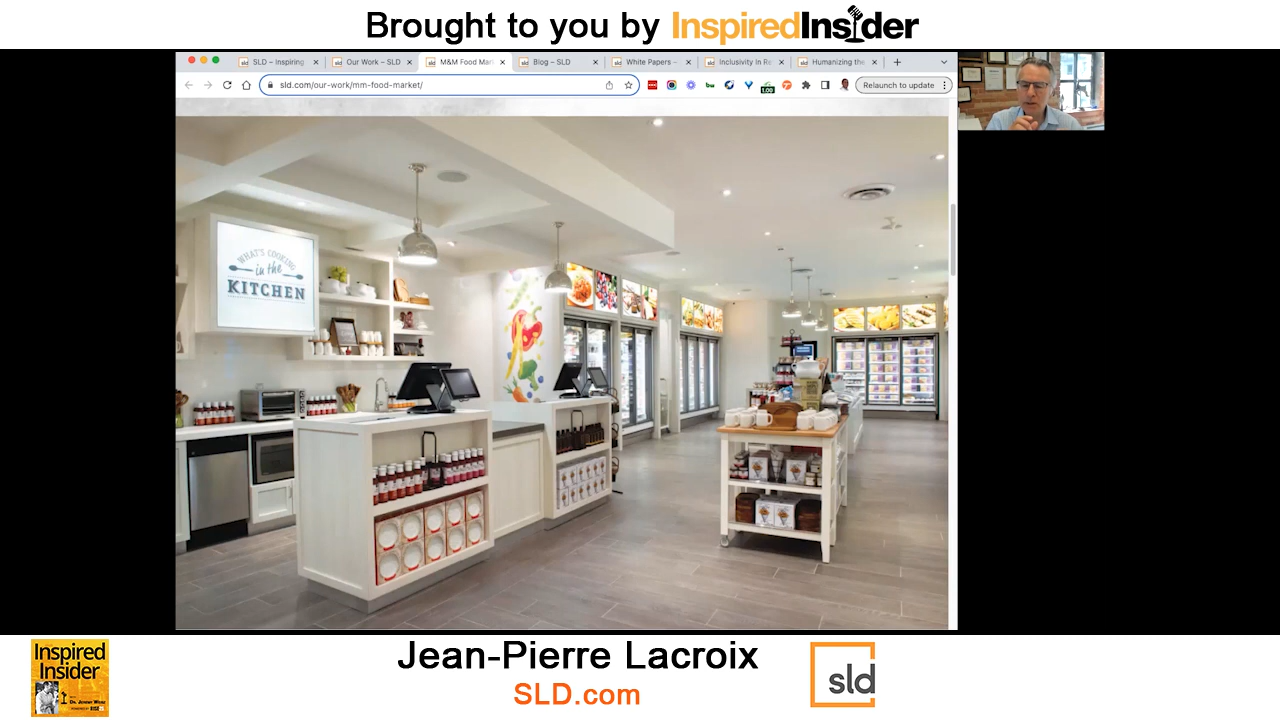 Brought to you by InspiredInsider
SLD – Inspiring
Our Work – SLD
M&M Food Mar
Blog – SLD
White Papers –
Inclusivity In Re
Humanizing the
sld.com/our-work/mm-food-market/
1.00
Relaunch to update
WHAT'S COOKING
in the
KITCHEN
Inspired
Insider
Jean-Pierre Lacroix
SLD.com
sld